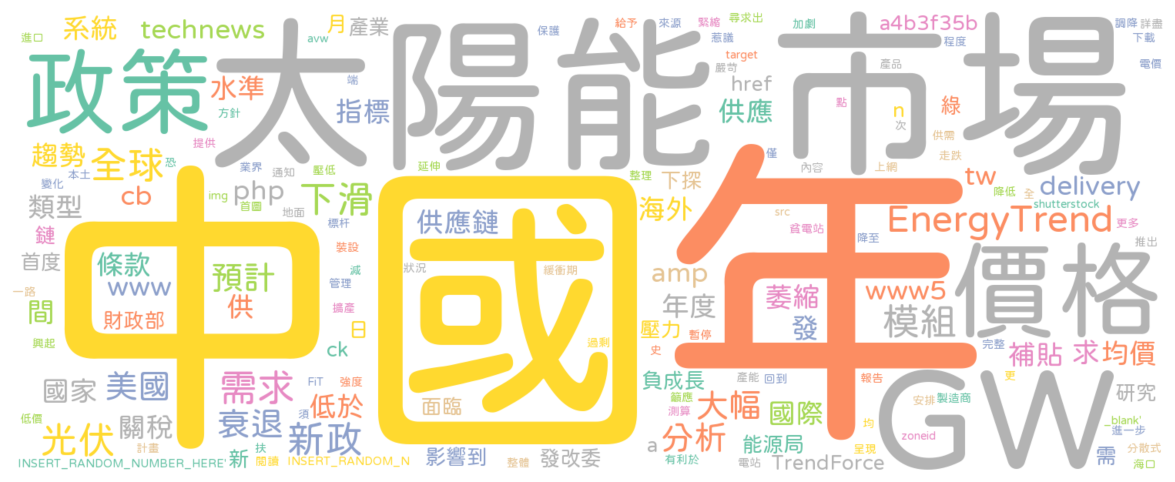 進口
系統
technews
月
產業
avw
保護
給予
來源
緊縮
惹議
尋求出
加劇
a4b3f35b
程度
調降
詳盡
下載
電價
政策
太陽能市場
水準
方針
端
指標
target
嚴苛
href
供應
產品
點
n
次
綠
供需
走跌
提供
趨勢
全球
本土
恐
變化
業界
通知
壓低
延伸
整理
下探
僅
內容
上網
tw
降低
全
delivery
shutterstock
類型
cb
img
php
首圖
地面
下滑
標杆
海外
src
貧電站
降至
EnergyTrend
更多
推出
鏈
首度
條款
www
預計
裝設
減
管理
供應鏈
狀況
緩衝期
amp
年度
萎縮
www5
模組
價格
中國年
一路
間
財政部
供
擴產
日
興起
ck
過剩
壓力
暫停
史
發
完整
補貼
求
均價
國家
美國
需求
FiT
強度
低於
面臨
負成長
產能
回到
報告
更
GW
研究
低價
光伏
關稅
計畫
衰退
須
新政
籲應
測算
大幅
國際
均
安排
製造商
_blank'
進一步
INSERT_RANDOM_NUMBER_HERE'
新
扶
閱讀
INSERT_RANDOM_N
影響到
整體
發改委
a
分析
有利於
能源局
電站
TrendForce
呈現
zoneid
需
分散式
海口